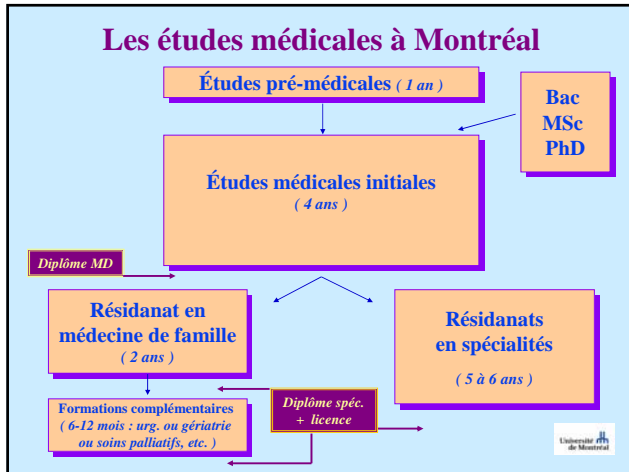 Les études médicales à Montréal
Études pré-médicales ( 1 an )
Bac
MSc
PhD
Études médicales initiales
( 4 ans )
Diplôme MD
Résidanat en
médecine de famille
( 2 ans )
Résidanats
en spécialités
( 5 à 6 ans )
Formations complémentaires
( 6-12 mois : urg. ou gériatrie
ou soins palliatifs, etc. )
Diplôme spéc.
+ licence
Université
de Montréal